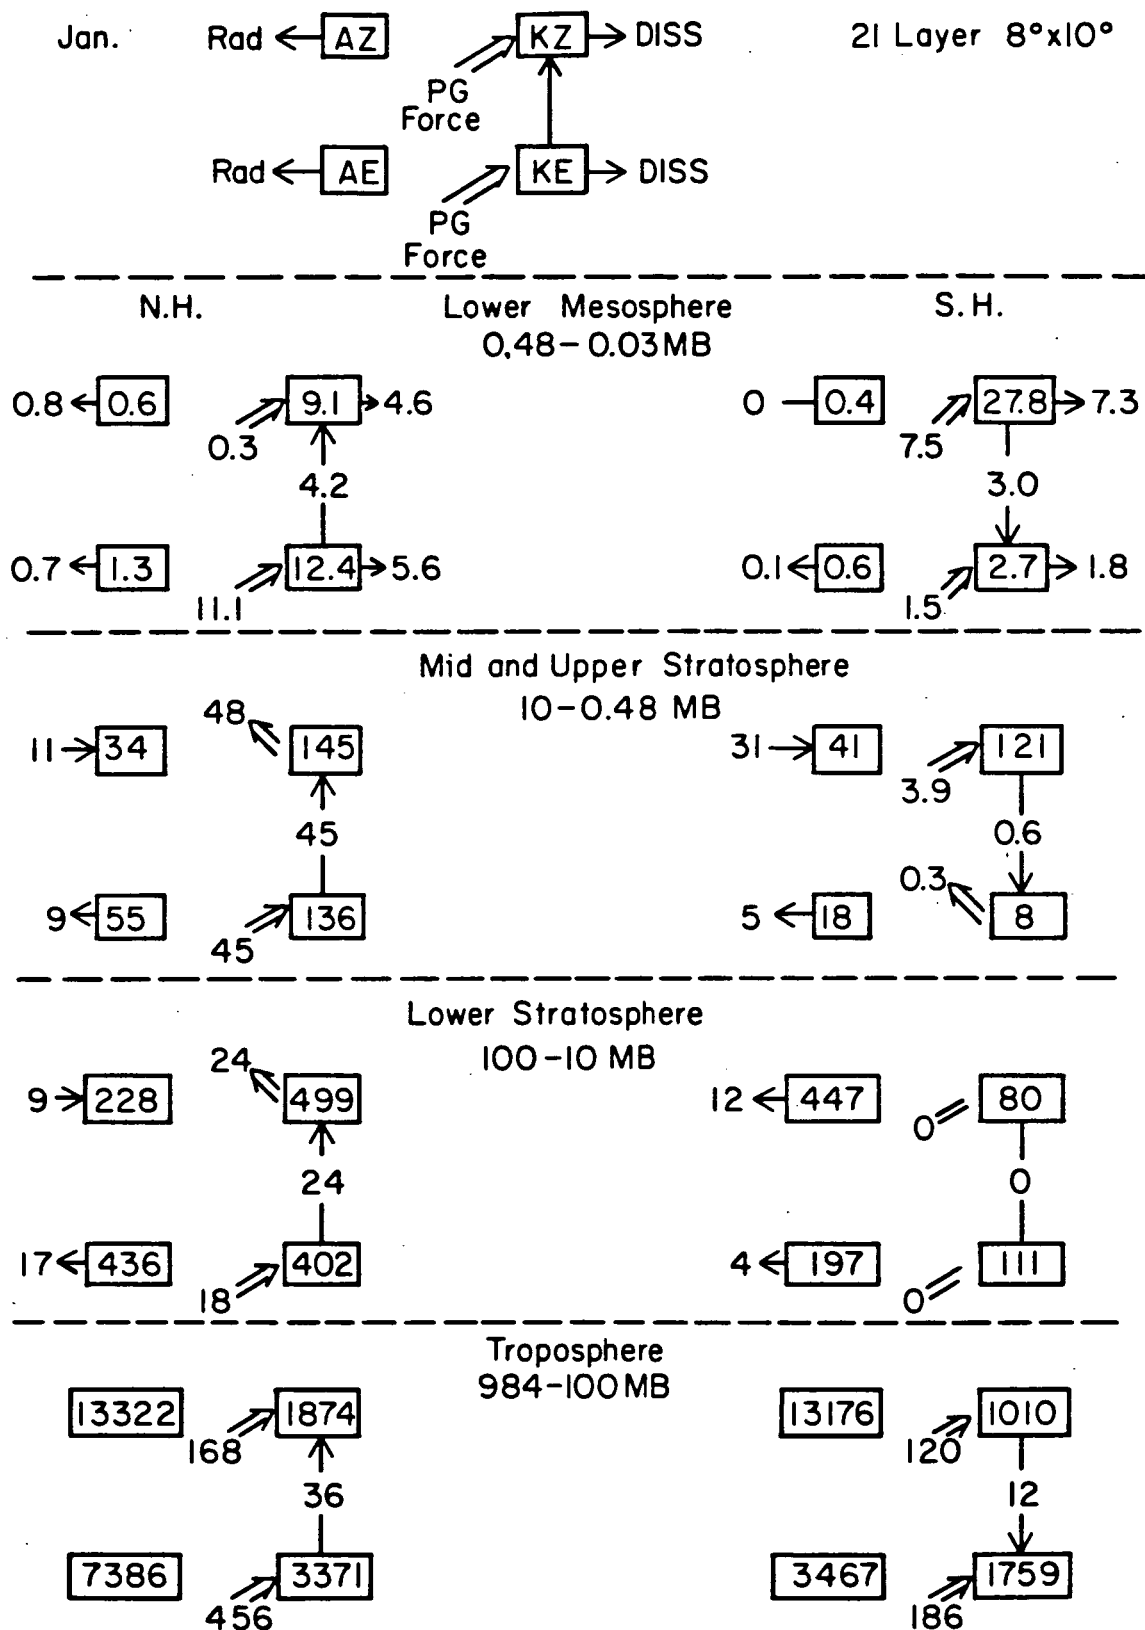 Jan. Rad AZ KZ DISS 21 Layer 8°x10°
PG
Force
Rad AE KE DISS
PG
Force
N.H. Lower Mesosphere S.H.
0.48-0.03MB
0.8 0.6 9.1 4.6 0 0.4 27.8 7.3
0.3 7.5
4.2 3.0
0.7 1.3 12.4 5.6 0.1 0.6 2.7 1.8
11.1 1.5
Mid and Upper Stratosphere
10-0.48 MB
48
11 34 145 31 41 121
3.9
45 0.6
0.3
9 55 136 5 18 8
45
Lower Stratosphere
100-10 MB
24
9 228 499 12 447 80
0
24 0
17 436 402 4 197 111
18 0
Troposphere
984-100MB
13322 1874 13176 1010
168 120
36 12
7386 3371 3467 1759
456 186